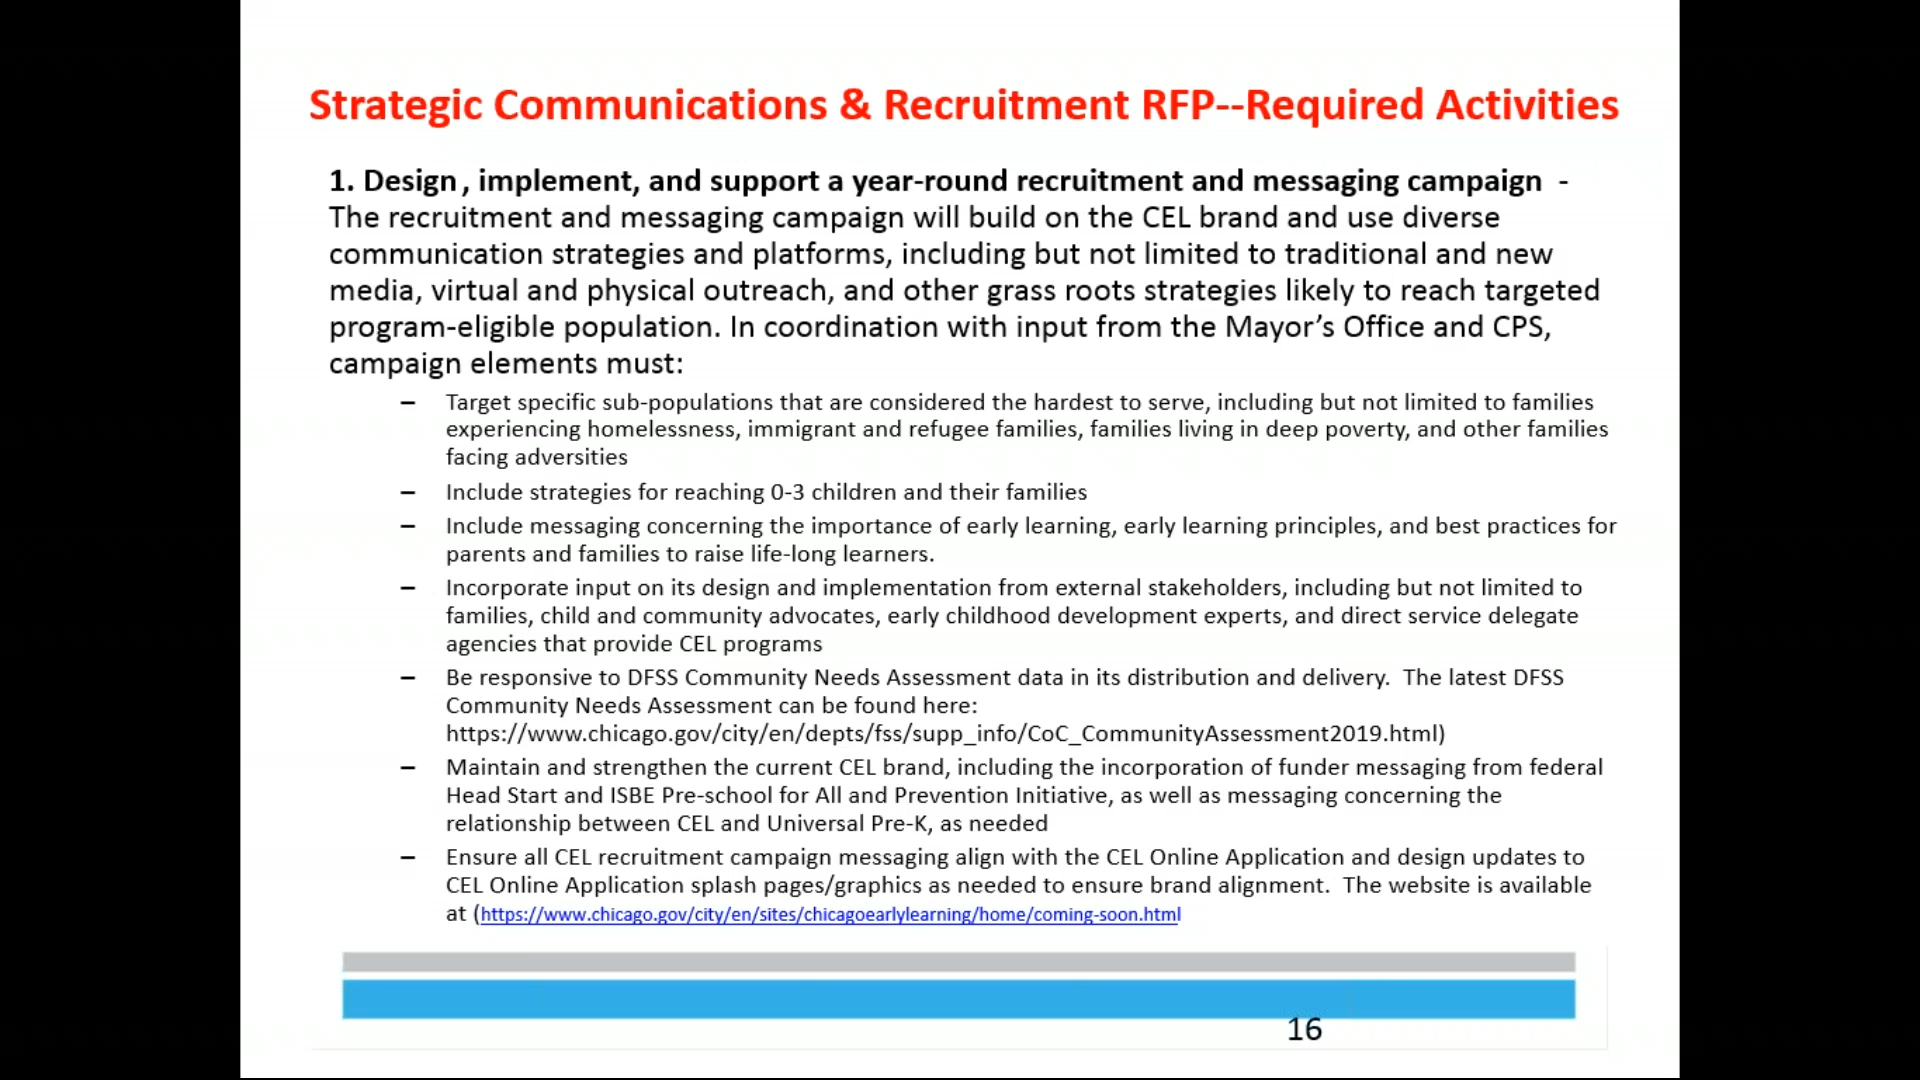 Strategic Communications & Recruitment RFP--Required Activities
1. Design, implement, and support a year-round recruitment and messaging campaign -
The recruitment and messaging campaign will build on the CEL brand and use diverse
communication strategies and platforms, including but not limited to traditional and new
media, virtual and physical outreach, and other grass roots strategies likely to reach targeted
program-eligible population. In coordination with input from the Mayor's Office and CPS,
campaign elements must:
– Target specific sub-populations that are considered the hardest to serve, including but not limited to families
experiencing homelessness, immigrant and refugee families, families living in deep poverty, and other families
facing adversities
– Include strategies for reaching 0-3 children and their families
– Include messaging concerning the importance of early learning, early learning principles, and best practices for
parents and families to raise life-long learners.
– Incorporate input on its design and implementation from external stakeholders, including but not limited to
families, child and community advocates, early childhood development experts, and direct service delegate
agencies that provide CEL programs
– Be responsive to DFSS Community Needs Assessment data in its distribution and delivery.  The latest DFSS
Community Needs Assessment can be found here:
https://www.chicago.gov/city/en/depts/fss/supp_info/CoC_CommunityAssessment2019.html)
– Maintain and strengthen the current CEL brand, including the incorporation of funder messaging from federal
Head Start and ISBE Pre-school for All and Prevention Initiative, as well as messaging concerning the
relationship between CEL and Universal Pre-K, as needed
– Ensure all CEL recruitment campaign messaging align with the CEL Online Application and design updates to
CEL Online Application splash pages/graphics as needed to ensure brand alignment.  The website is available
at (https://www.chicago.gov/city/en/sites/chicagoearlylearning/home/coming-soon.html
16